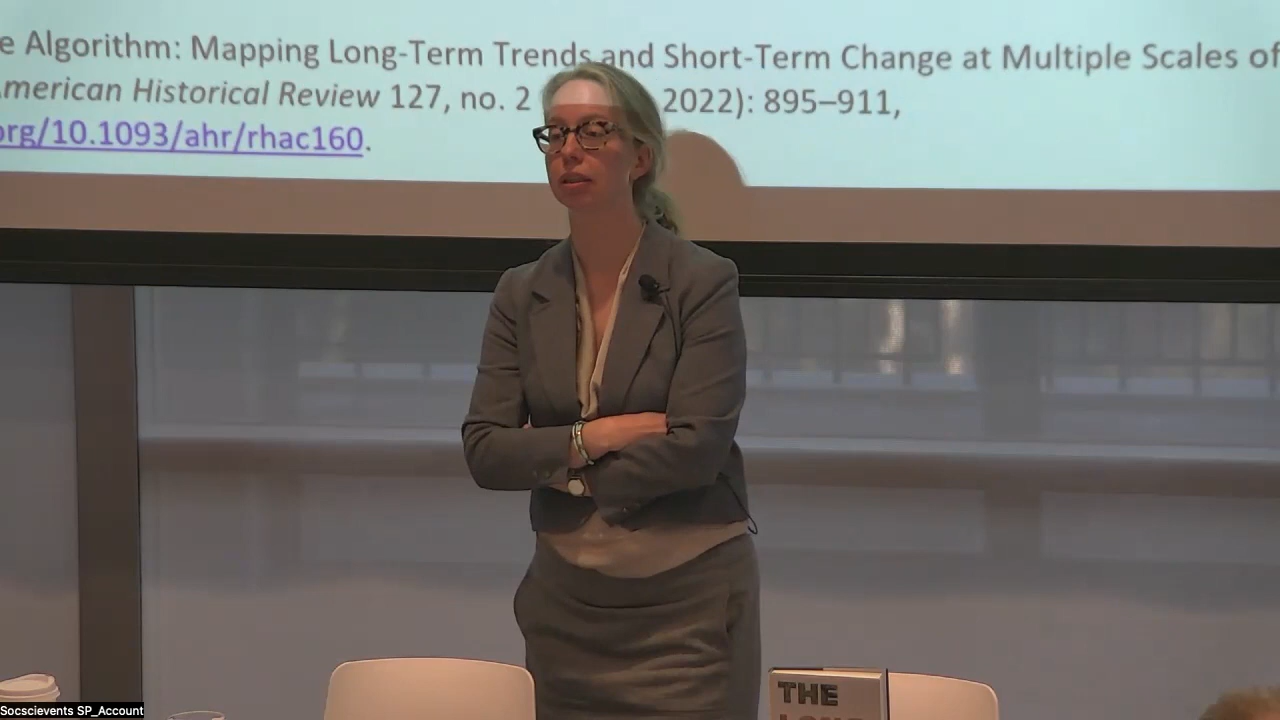 e Algorithm: Mapping Long-Term Trends and Short-Term Change at Multiple Scales of
merican Historical Review 127, no. 2 2022): 895–911,
org/10.1093/ahr/rhac160.
THE
LONG
Socscievents SP_Account